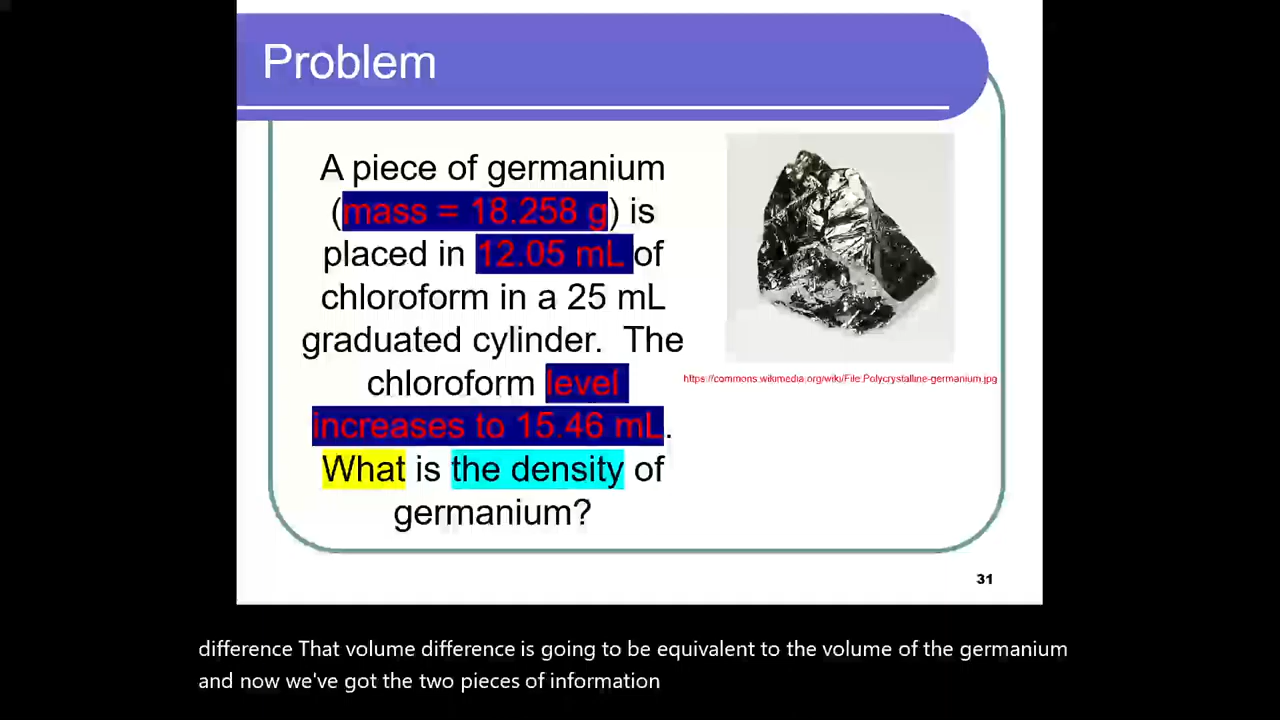 Problem
A piece of germanium
(mass = 18.258 g) is
placed in 12.05 mL of
chloroform in a 25 mL
graduated cylinder.  The
chloroform level
increases to 15.46 mL.
What is the density of
germanium?
https://commons.wikimedia.org/wiki/File:Polycrystalline-germanium.jpg
31
difference That volume difference is going to be equivalent to the volume of the germanium
and now we've got the two pieces of information